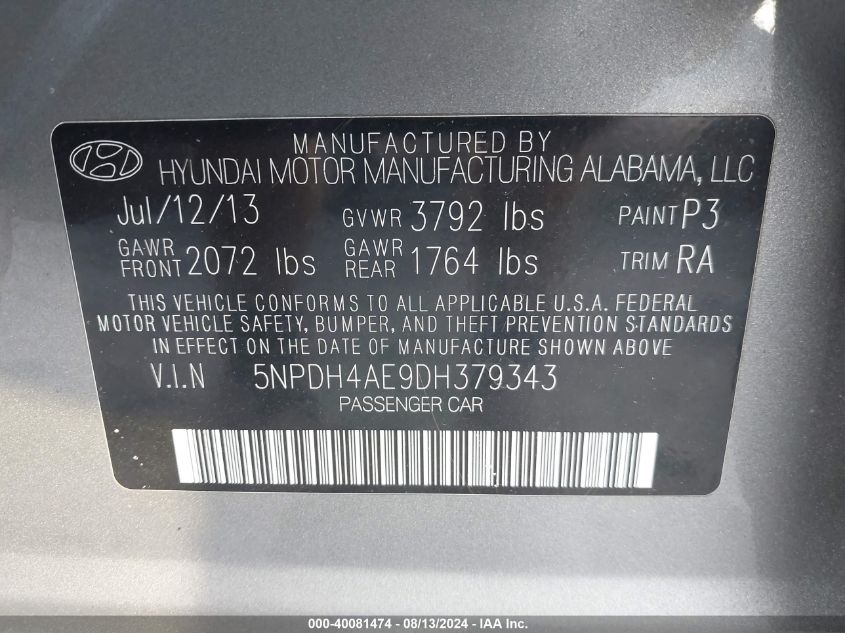 MANUFACTURED BY
HYUNDAI MOTOR MANUFACTURING ALABAMA, LLC
Jul/12/13 GVWR 3792 lbs PAINT P3
GAWR FRONT 2072 lbs GAWR REAR 1764 lbs TRIM RA
THIS VEHICLE CONFORMS TO ALL APPLICABLE U.S.A. FEDERAL
MOTOR VEHICLE SAFETY, BUMPER, AND THEFT PREVENTION STANDARDS
IN EFFECT ON THE DATE OF MANUFACTURE SHOWN ABOVE
V.I.N 5NPDH4AE9DH379343
PASSENGER CAR
000-40081474 - 08/13/2024 - IAA Inc.